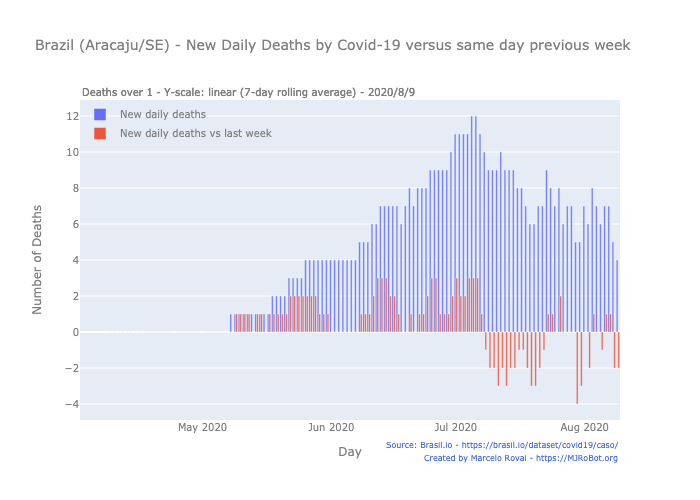 Brazil (Aracaju/SE) - New Daily Deaths by Covid-19 versus same day previous week
Deaths over 1 - Y-scale: linear (7-day rolling average) - 2020/8/9
New daily deaths
New daily deaths vs last week
12
10
8
6
4
2
0
−2
−4
Number of Deaths
May 2020
Jun 2020
Jul 2020
Aug 2020
Day
Source: Brasil.io - https://brasil.io/dataset/covid19/caso/
Created by Marcelo Rovai - https://MJRoBot.org